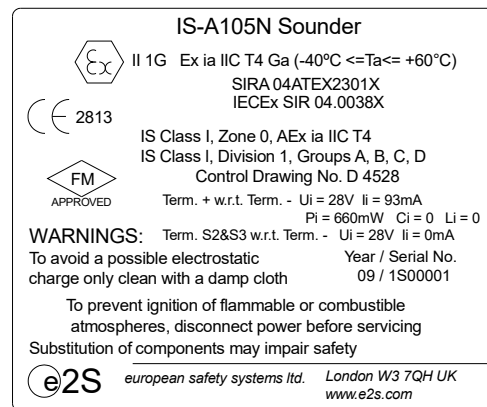 IS-A105N Sounder
Ex II 1G Ex ia IIC T4 Ga (-40ºC <=Ta<= +60°C)
SIRA 04ATEX2301X
IECEx SIR 04.0038X
CE 2813
IS Class I, Zone 0, AEx ia IIC T4
IS Class I, Division 1, Groups A, B, C, D
Control Drawing No. D 4528
FM
APPROVED
Term. + w.r.t. Term. - Ui = 28V Ii = 93mA
Pi = 660mW Ci = 0 Li = 0
WARNINGS: Term. S2&S3 w.r.t. Term. - Ui = 28V Ii = 0mA
To avoid a possible electrostatic
charge only clean with a damp cloth
Year / Serial No.
09 / 1S00001
To prevent ignition of flammable or combustible
atmospheres, disconnect power before servicing
Substitution of components may impair safety
e2S european safety systems ltd. London W3 7QH UK
www.e2s.com